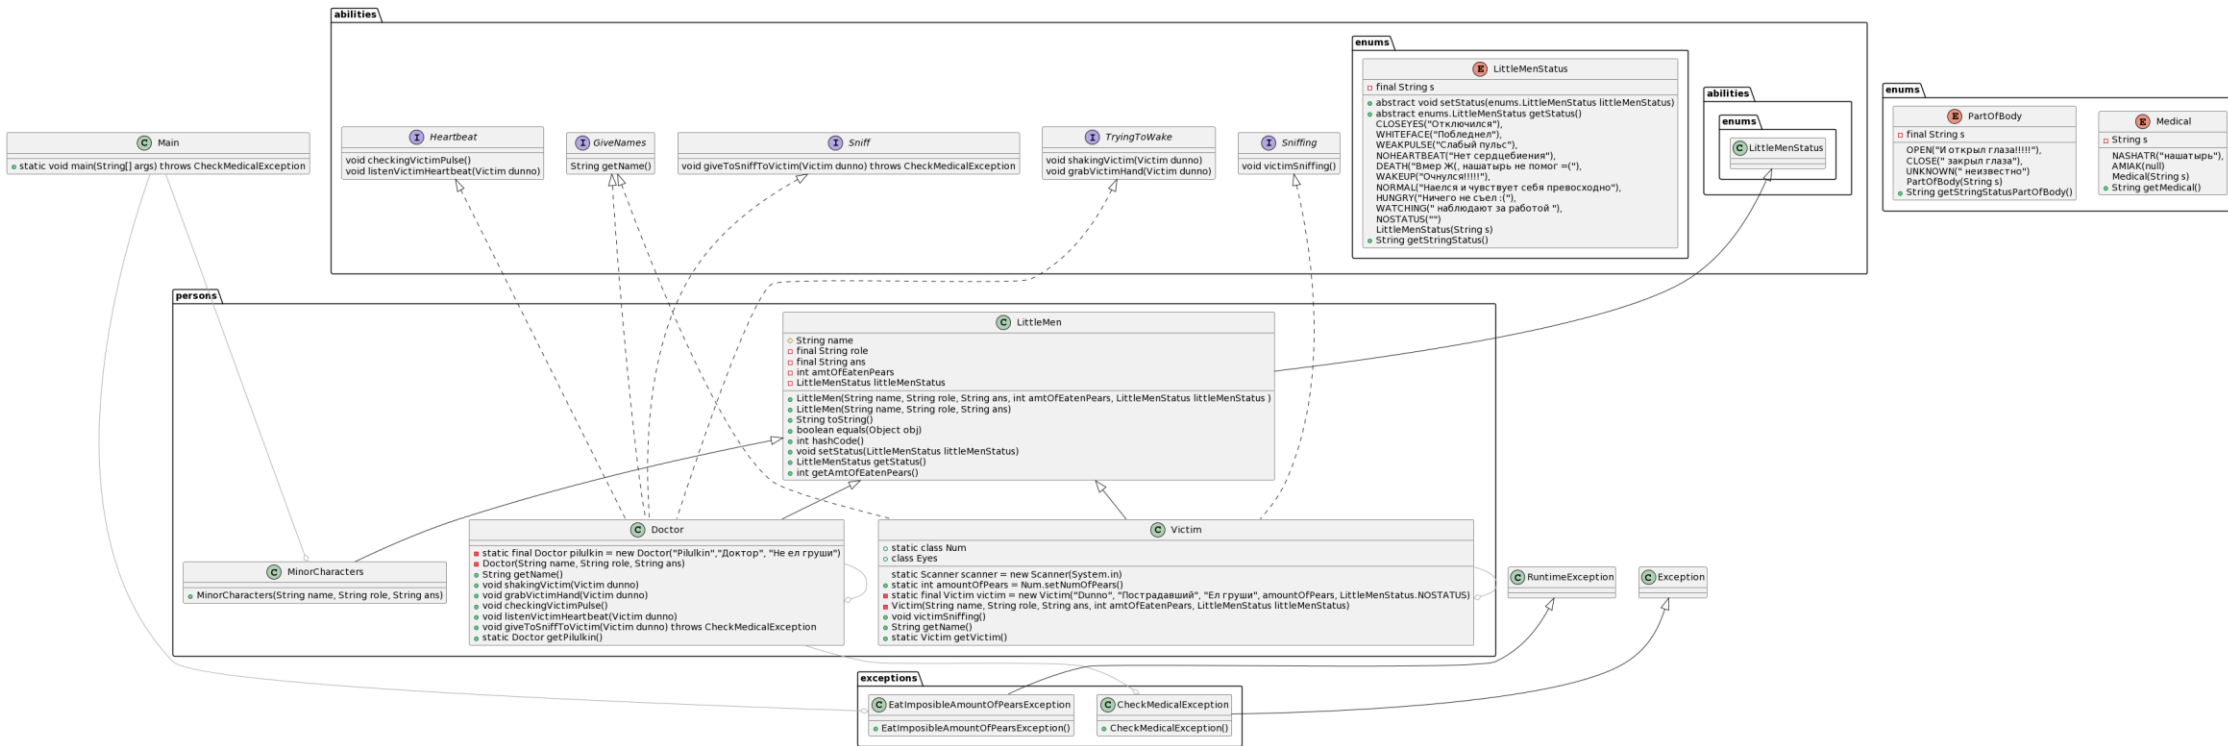 abilities
enums
E LittleMenStatus
final String s
abstract void setStatus(enums.LittleMenStatus littleMenStatus)
abstract enums.LittleMenStatus getStatus()
CLOSEYES("Отключился"),
WHITEFACE("Побледнел"),
WEAKPULSE("Слабый пульс"),
NOHEARTBEAT("Нет сердцебиения"),
DEATH("Вмер Ж(, нашатырь не помог =("),
WAKEUP("Очнулся!!!!!"),
NORMAL("Наелся и чувствует себя превосходно"),
HUNGRY("Ничего не съел :("),
WATCHING(" наблюдают за работой "),
NOSTATUS("")
LittleMenStatus(String s)
String getStringStatus()
abilities
enums
C LittleMenStatus
enums
E PartOfBody
final String s
OPEN("И открыл глаза!!!!!"),
CLOSE(" закрыл глаза"),
UNKNOWN(" неизвестно")
PartOfBody(String s)
String getStringStatusPartOfBody()
E Medical
String s
NASHATR("нашатырь"),
AMIAK(null)
Medical(String s)
String getMedical()
C Main
static void main(String[] args) throws CheckMedicalException
I Heartbeat
void checkingVictimPulse()
void listenVictimHeartbeat(Victim dunno)
I GiveNames
String getName()
I Sniff
void giveToSniffToVictim(Victim dunno) throws CheckMedicalException
I TryingToWake
void shakingVictim(Victim dunno)
void grabVictimHand(Victim dunno)
I Sniffing
void victimSniffing()
persons
C LittleMen
String name
final String role
final String ans
int amtOfEatenPears
LittleMenStatus littleMenStatus
LittleMen(String name, String role, String ans, int amtOfEatenPears, LittleMenStatus littleMenStatus )
LittleMen(String name, String role, String ans)
String toString()
boolean equals(Object obj)
int hashCode()
void setStatus(LittleMenStatus littleMenStatus)
LittleMenStatus getStatus()
int getAmtOfEatenPears()
C MinorCharacters
MinorCharacters(String name, String role, String ans)
C Doctor
static final Doctor pilulkin = new Doctor("Pilulkin","Доктор", "Не ел груши")
Doctor(String name, String role, String ans)
String getName()
void shakingVictim(Victim dunno)
void grabVictimHand(Victim dunno)
void checkingVictimPulse()
void listenVictimHeartbeat(Victim dunno)
void giveToSniffToVictim(Victim dunno) throws CheckMedicalException
static Doctor getPilulkin()
C Victim
static class Num
class Eyes
static Scanner scanner = new Scanner(System.in)
static int amountOfPears = Num.setNumOfPears()
static final Victim victim = new Victim("Dunno", "Пострадавший", "Ел груши", amountOfPears, LittleMenStatus.NOSTATUS)
Victim(String name, String role, String ans, int amtOfEatenPears, LittleMenStatus littleMenStatus)
void victimSniffing()
String getName()
static Victim getVictim()
C RuntimeException
C Exception
exceptions
C EatImposibleAmountOfPearsException
EatImposibleAmountOfPearsException()
C CheckMedicalException
CheckMedicalException()